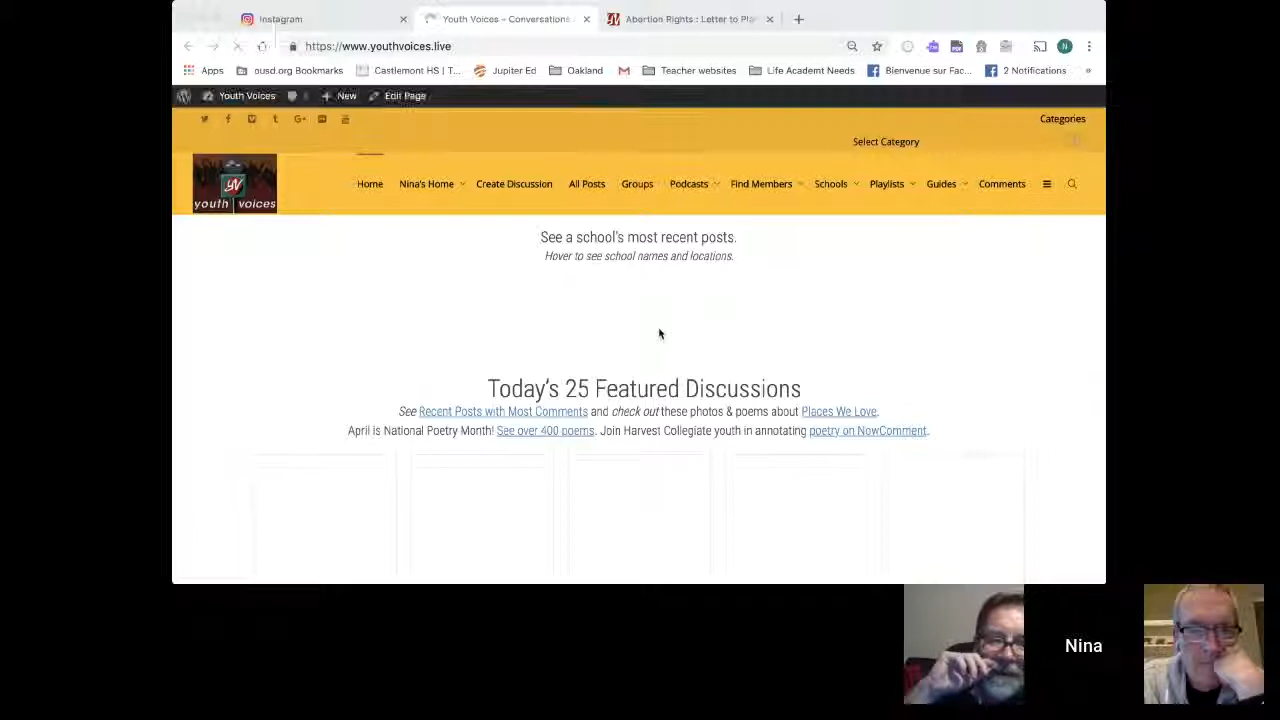 Instagram
Youth Voices – Conversations
Abortion Rights : Letter to Pla
https://www.youthvoices.live
N
Apps
ousd.org Bookmarks
Castlemont HS | T...
Jupiter Ed
Oakland
Teacher websites
Life Academt Needs
Bienvenue sur Fac...
2 Notifications
»
Youth Voices
New
Edit Page
G+
Categories
Select Category
YV
youth voices
Home
Nina's Home
Create Discussion
All Posts
Groups
Podcasts
Find Members
Schools
Playlists
Guides
Comments
See a school's most recent posts.
Hover to see school names and locations.
Today's 25 Featured Discussions
See Recent Posts with Most Comments and check out these photos & poems about Places We Love.
April is National Poetry Month! See over 400 poems. Join Harvest Collegiate youth in annotating poetry on NowComment.
Nina